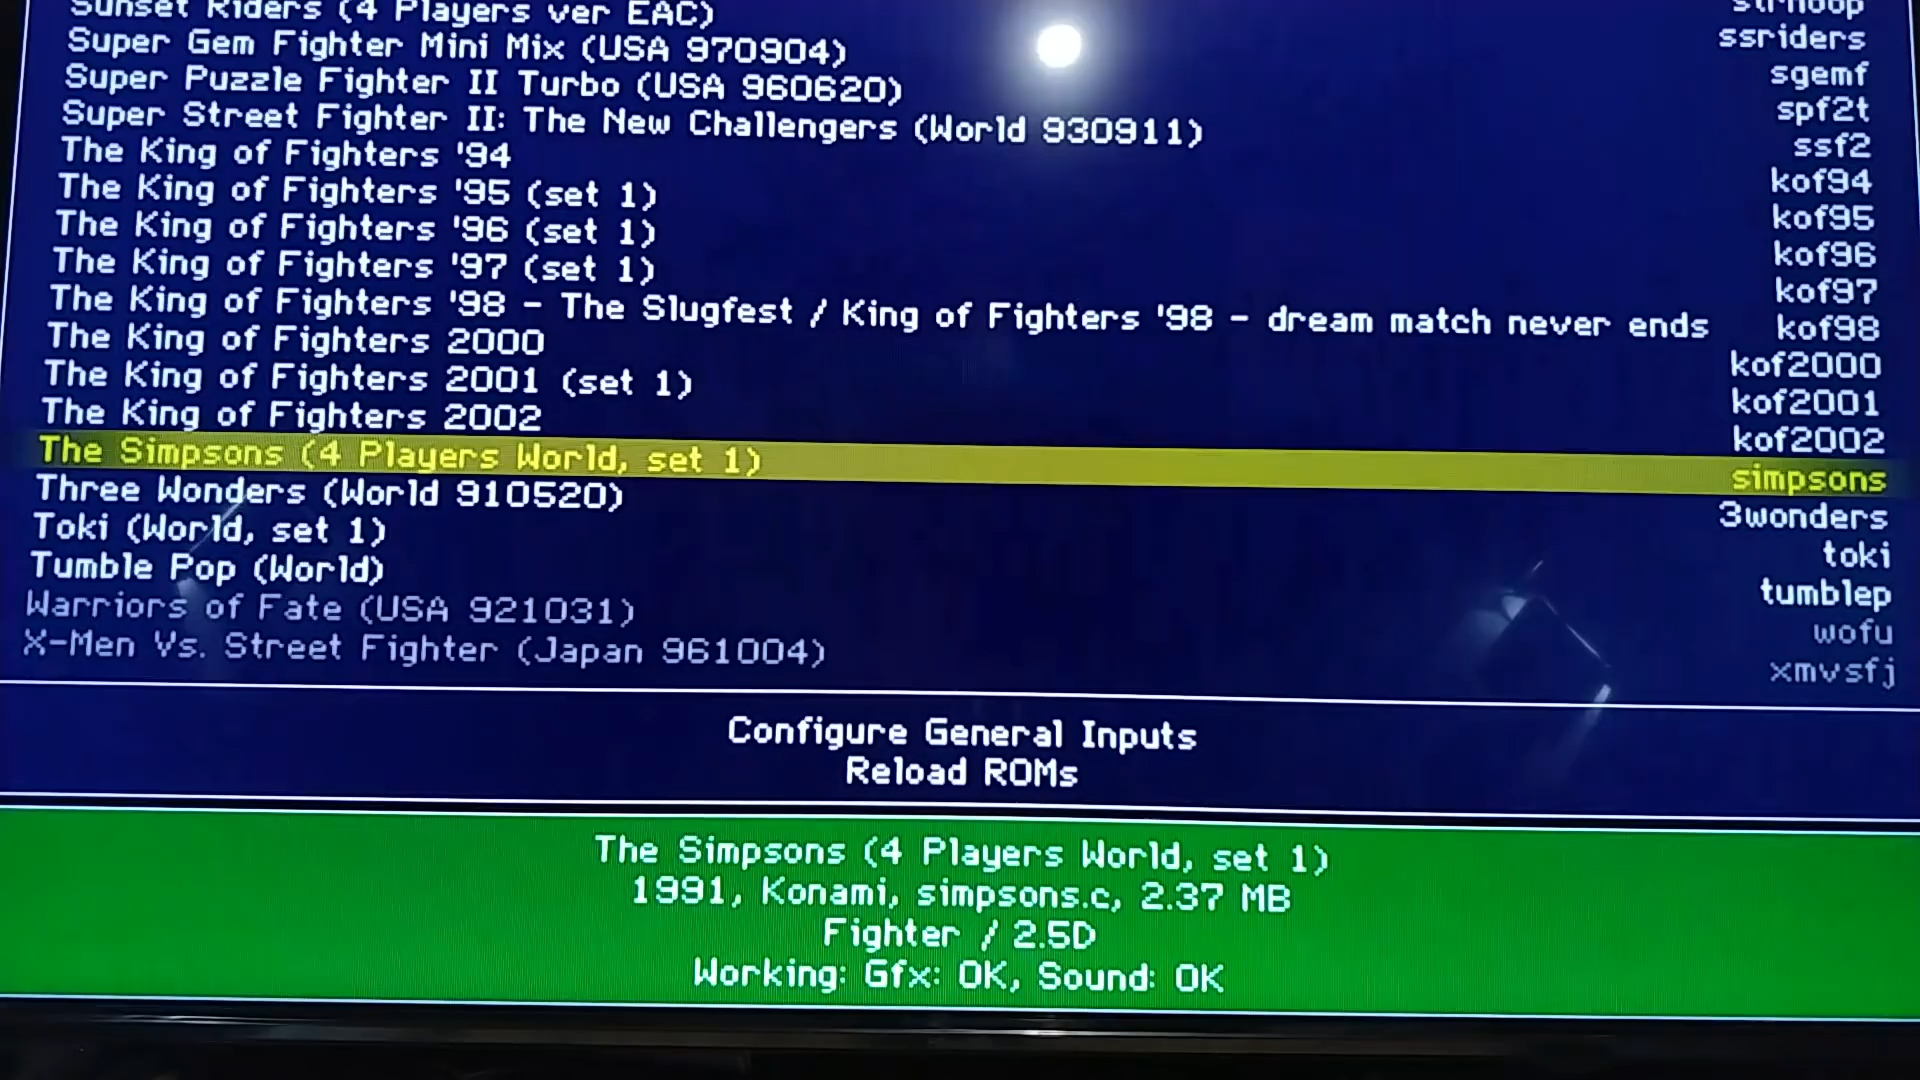 Sunset Riders (4 Players ver EAC) ssriders
Super Gem Fighter Mini Mix (USA 970904) sgemf
Super Puzzle Fighter II Turbo (USA 960620) spf2t
Super Street Fighter II: The New Challengers (World 930911) ssf2
The King of Fighters '94 kof94
The King of Fighters '95 (set 1) kof95
The King of Fighters '96 (set 1) kof96
The King of Fighters '97 (set 1) kof97
The King of Fighters '98 - The Slugfest / King of Fighters '98 - dream match never ends kof98
The King of Fighters 2000 kof2000
The King of Fighters 2001 (set 1) kof2001
The King of Fighters 2002 kof2002
The Simpsons (4 Players World, set 1) simpsons
Three Wonders (World 910520) 3wonders
Toki (World, set 1) toki
Tumble Pop (World) tumblep
Warriors of Fate (USA 921031) wofu
X-Men Vs. Street Fighter (Japan 961004) xmvsfj
Configure General Inputs
Reload ROMs
The Simpsons (4 Players World, set 1)
1991, Konami, simpsons.c, 2.37 MB
Fighter / 2.5D
Working: Gfx: OK, Sound: OK